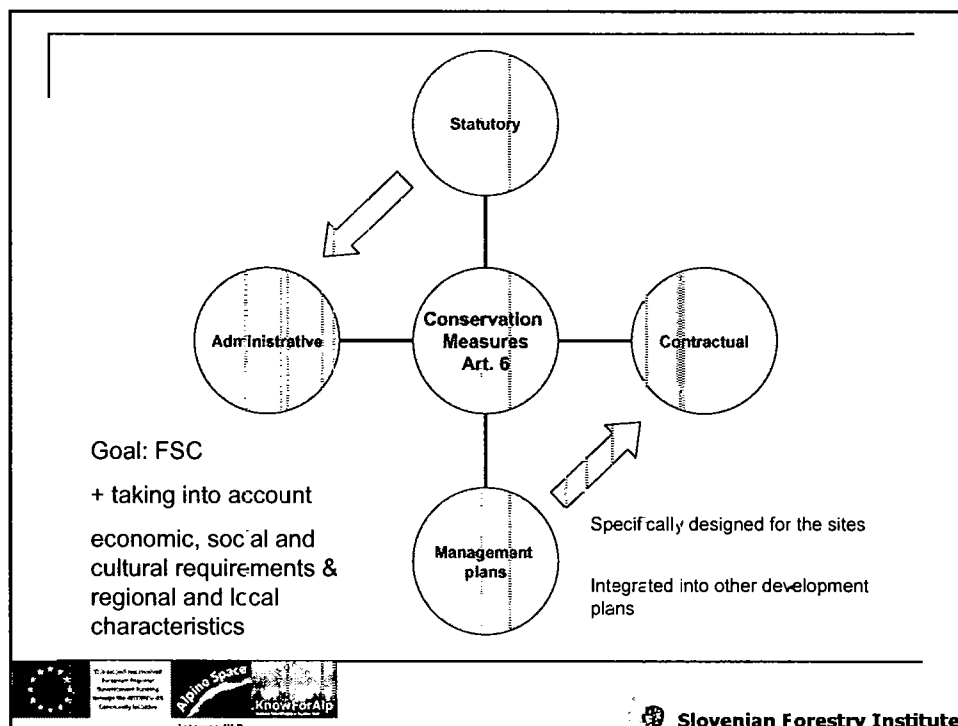 Statutory
Administrative
Conservation
Measures
Art. 6
Contractual
Goal: FSC
+ taking into account
economic, social and
cultural requirements &
regional and local
characteristics
Management
plans
Specifically designed for the sites
Integrated into other development
plans
Alpine Space
KnowForAlp
Slovenian Forestry Institute